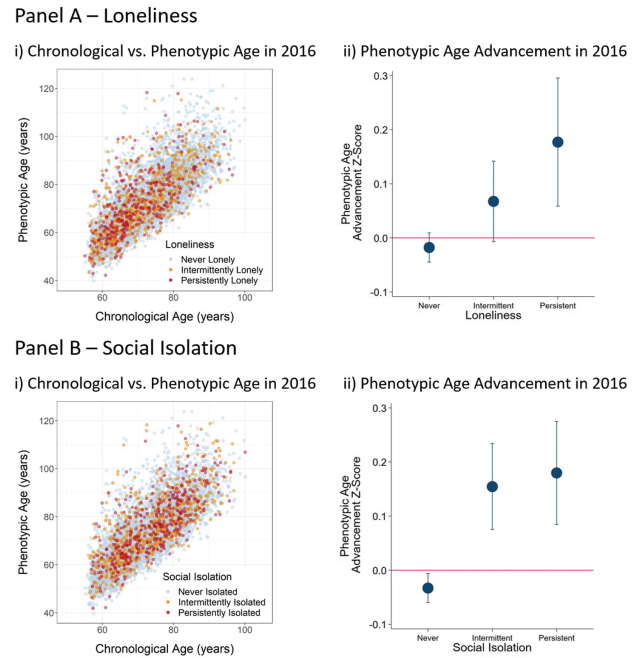 Panel A – Loneliness
i) Chronological vs. Phenotypic Age in 2016
120
100
80
60
40
Phenotypic Age (years)
Loneliness
Never Lonely
Intermittently Lonely
Persistently Lonely
60
80
100
Chronological Age (years)
ii) Phenotypic Age Advancement in 2016
0.3
0.2
0.1
0.0
-0.1
Phenotypic Age
Advancement Z-Score
Never
Intermittent
Persistent
Loneliness
Panel B – Social Isolation
i) Chronological vs. Phenotypic Age in 2016
120
100
80
60
40
Phenotypic Age (years)
Social Isolation
Never Isolated
Intermittently Isolated
Persistently Isolated
60
80
100
Chronological Age (years)
ii) Phenotypic Age Advancement in 2016
0.3
0.2
0.1
0.0
-0.1
Phenotypic Age
Advancement Z-Score
Never
Intermittent
Persistent
Social Isolation